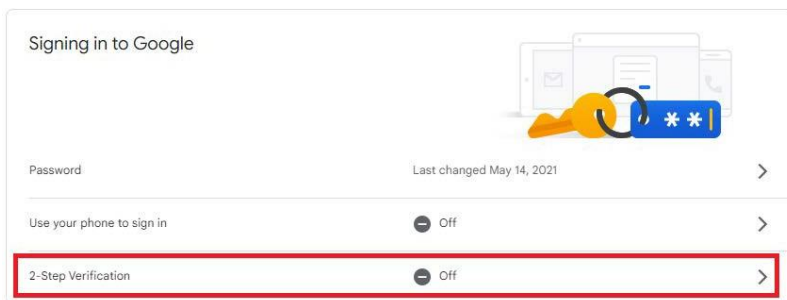 Signing in to Google
**
Password Last changed May 14, 2021
Use your phone to sign in Off
2-Step Verification Off